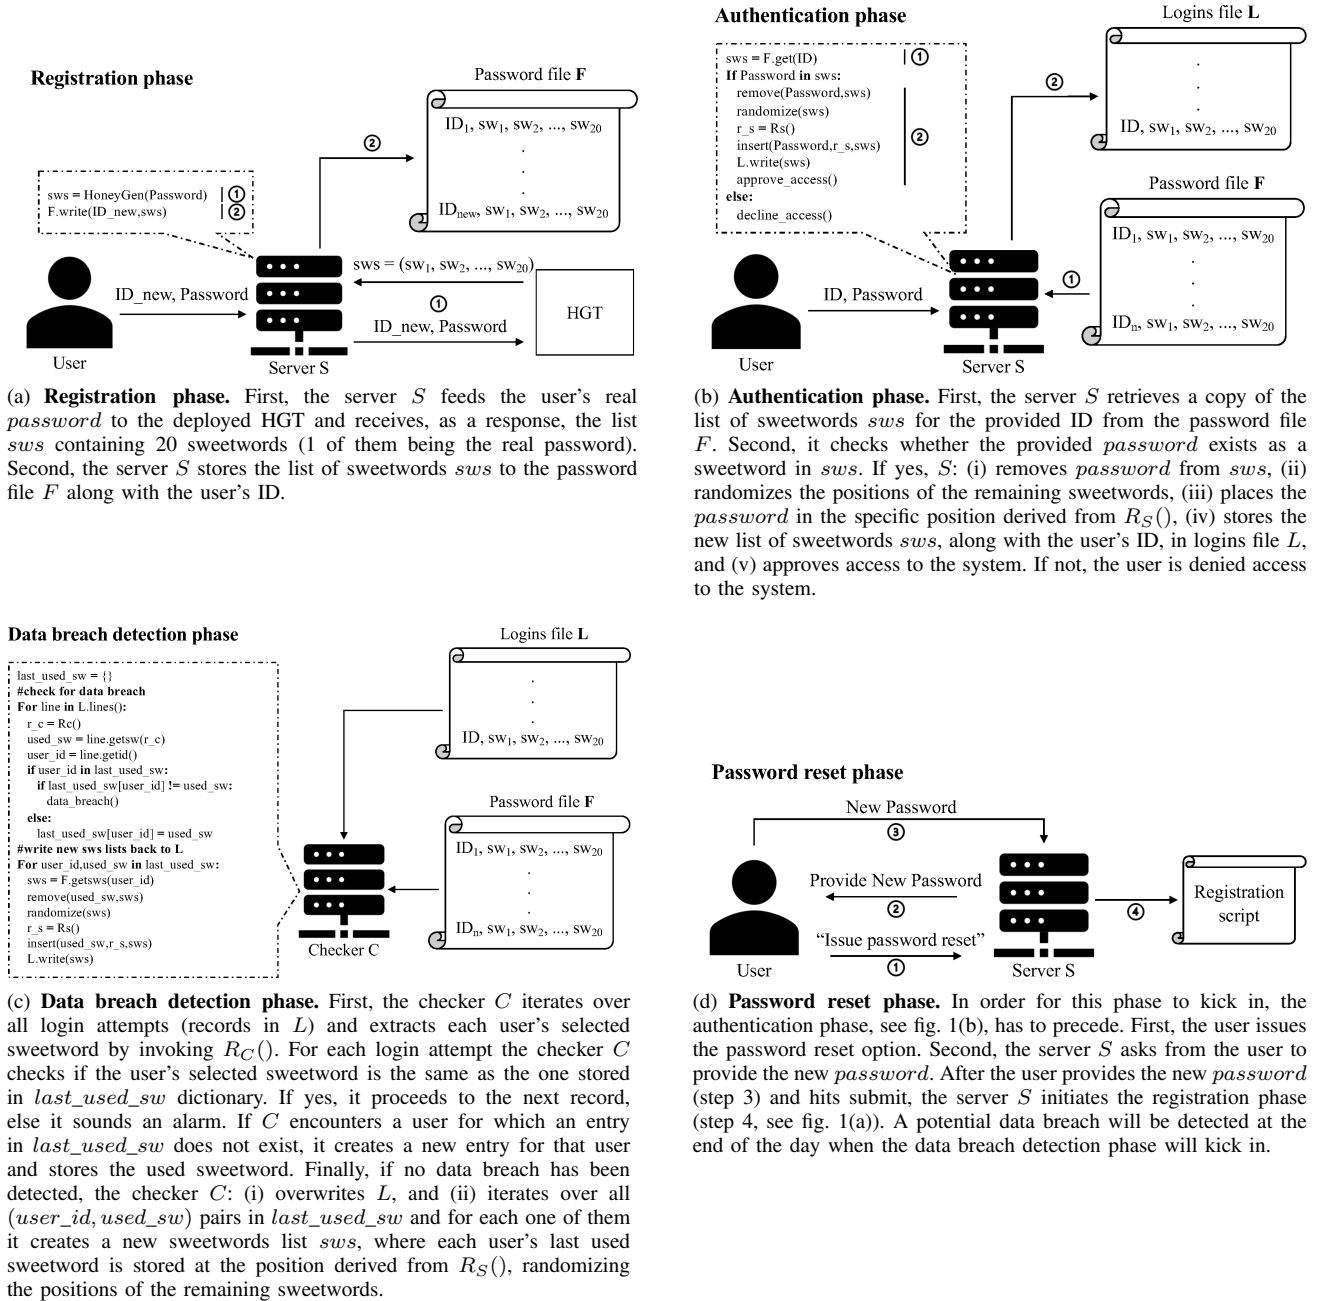 Registration phase
Password file F
ID1, sw1, sw2, ..., sw20
.
.
.
IDnew, sw1, sw2, ..., sw20
②
sws = HoneyGen(Password) ①
F.write(ID_new,sws) ②
ID_new, Password
User
Server S
sws = (sw1, sw2, ..., sw20)
①
ID_new, Password
HGT
(a) Registration phase. First, the server S feeds the user's real
password to the deployed HGT and receives, as a response, the list
sws containing 20 sweetwords (1 of them being the real password).
Second, the server S stores the list of sweetwords sws to the password
file F along with the user's ID.
Authentication phase
Logins file L
.
.
.
ID, sw1, sw2, ..., sw20
②
sws = F.get(ID) ①
If Password in sws:
remove(Password,sws)
randomize(sws)
r_s = Rs() ②
insert(Password,r_s,sws)
L.write(sws)
approve_access()
else:
decline_access()
Password file F
ID1, sw1, sw2, ..., sw20
.
.
.
IDn, sw1, sw2, ..., sw20
①
ID, Password
User
Server S
(b) Authentication phase. First, the server S retrieves a copy of the
list of sweetwords sws for the provided ID from the password file
F. Second, it checks whether the provided password exists as a
sweetword in sws. If yes, S: (i) removes password from sws, (ii)
randomizes the positions of the remaining sweetwords, (iii) places the
password in the specific position derived from RS(), (iv) stores the
new list of sweetwords sws, along with the user's ID, in logins file L,
and (v) approves access to the system. If not, the user is denied access
to the system.
Data breach detection phase
last_used_sw = {}
#check for data breach
For line in L.lines():
r_c = Rc()
used_sw = line.getsw(r_c)
user_id = line.getid()
if user_id in last_used_sw:
if last_used_sw[user_id] != used_sw:
data_breach()
else:
last_used_sw[user_id] = used_sw
#write new sws lists back to L
For user_id,used_sw in last_used_sw:
sws = F.getsws(user_id)
remove(used_sw,sws)
randomize(sws)
r_s = Rs()
insert(used_sw,r_s,sws)
L.write(sws)
Logins file L
.
.
.
ID, sw1, sw2, ..., sw20
Password file F
ID1, sw1, sw2, ..., sw20
.
.
.
IDn, sw1, sw2, ..., sw20
Checker C
(c) Data breach detection phase. First, the checker C iterates over
all login attempts (records in L) and extracts each user's selected
sweetword by invoking RC(). For each login attempt the checker C
checks if the user's selected sweetword is the same as the one stored
in last_used_sw dictionary. If yes, it proceeds to the next record,
else it sounds an alarm. If C encounters a user for which an entry
in last_used_sw does not exist, it creates a new entry for that user
and stores the used sweetword. Finally, if no data breach has been
detected, the checker C: (i) overwrites L, and (ii) iterates over all
(user_id, used_sw) pairs in last_used_sw and for each one of them
it creates a new sweetwords list sws, where each user's last used
sweetword is stored at the position derived from RS(), randomizing
the positions of the remaining sweetwords.
Password reset phase
New Password
③
Provide New Password
②
"Issue password reset"
①
User
Server S
④
Registration
script
(d) Password reset phase. In order for this phase to kick in, the
authentication phase, see fig. 1(b), has to precede. First, the user issues
the password reset option. Second, the server S asks from the user to
provide the new password. After the user provides the new password
(step 3) and hits submit, the server S initiates the registration phase
(step 4, see fig. 1(a)). A potential data breach will be detected at the
end of the day when the data breach detection phase will kick in.